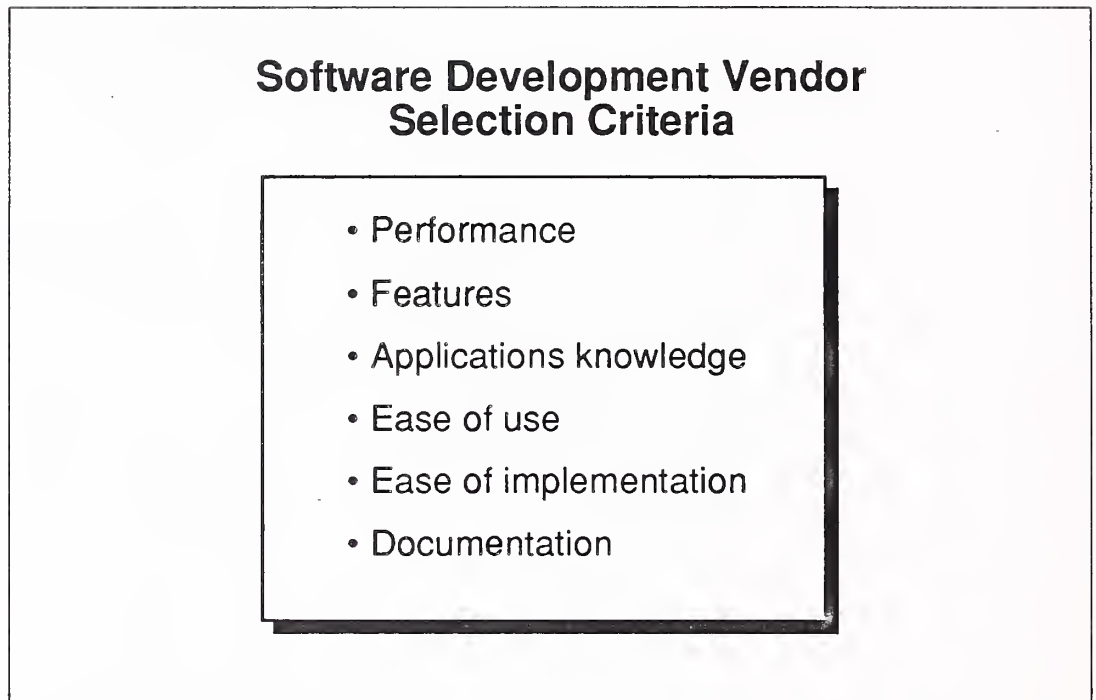 Software Development Vendor
Selection Criteria
• Performance
• Features
• Applications knowledge
• Ease of use
• Ease of implementation
• Documentation